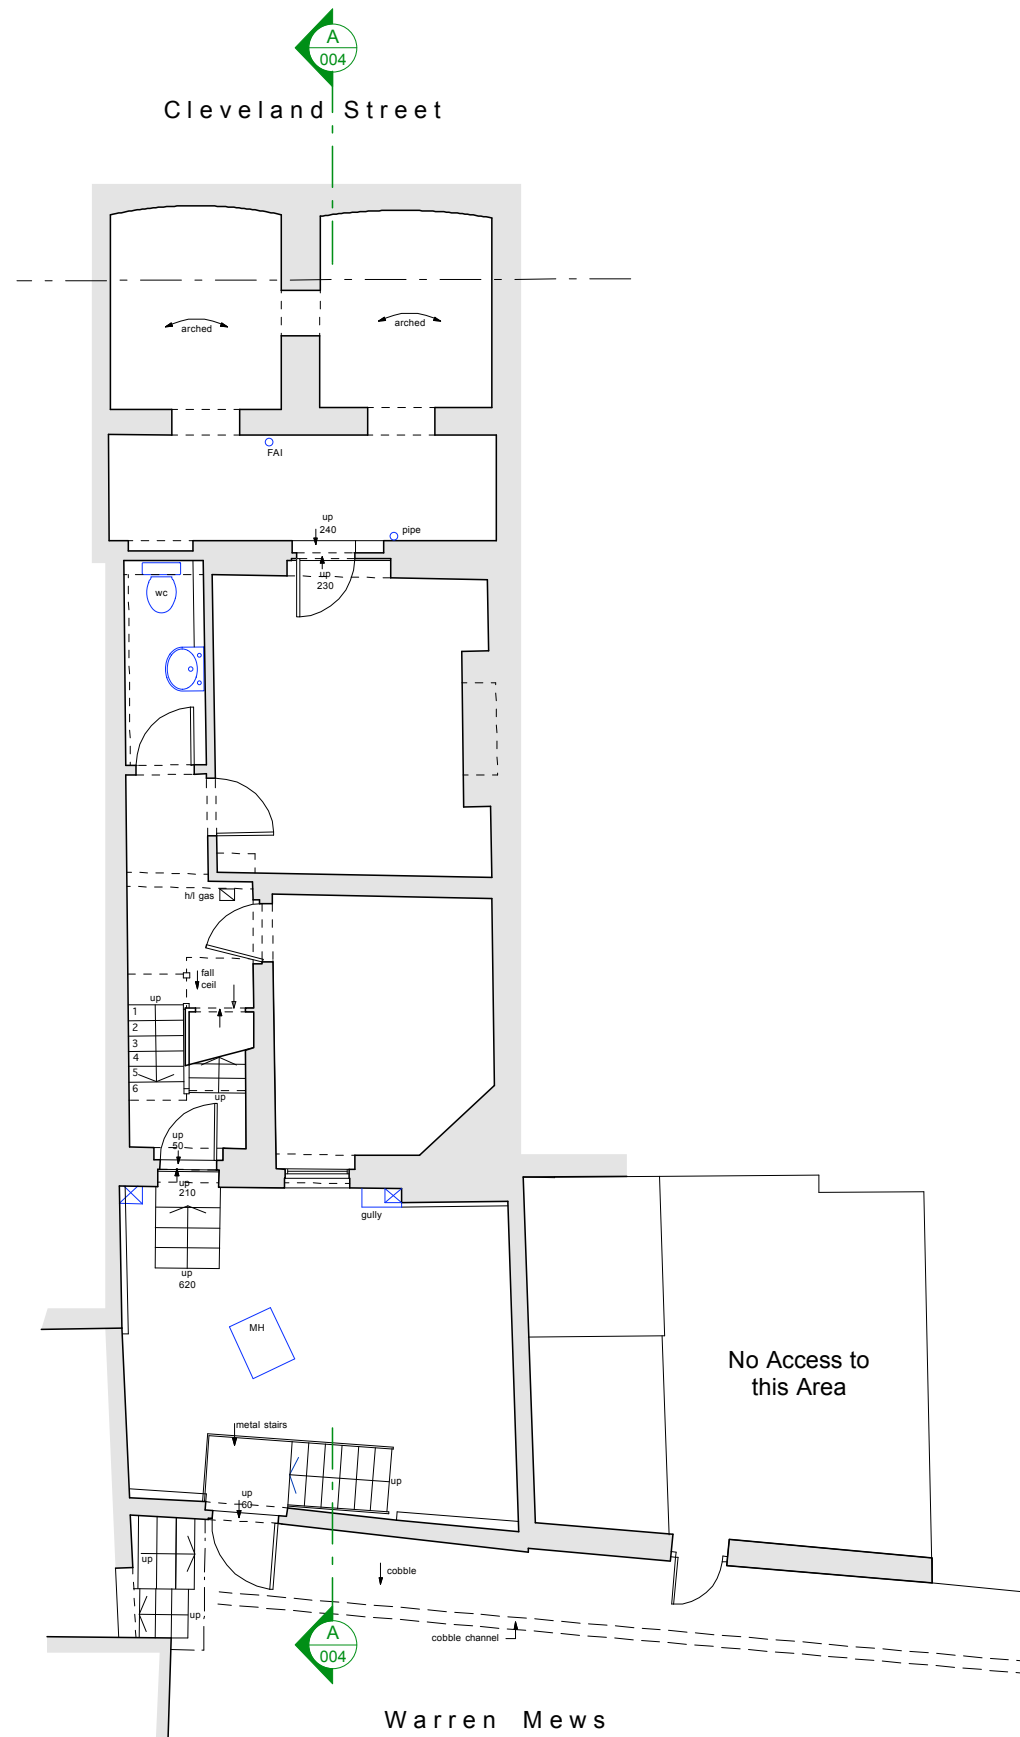 A
004
Cleveland Street
arched
arched
FAI
up
240
pipe
up
230
wc
h/l gas
fall
ceil
up
1
2
3
4
5
6
up
up
50
up
210
gully
up
620
MH
No Access to
this Area
metal stairs
up
up
60
up
cobble
up
cobble channel
A
004
Warren Mews